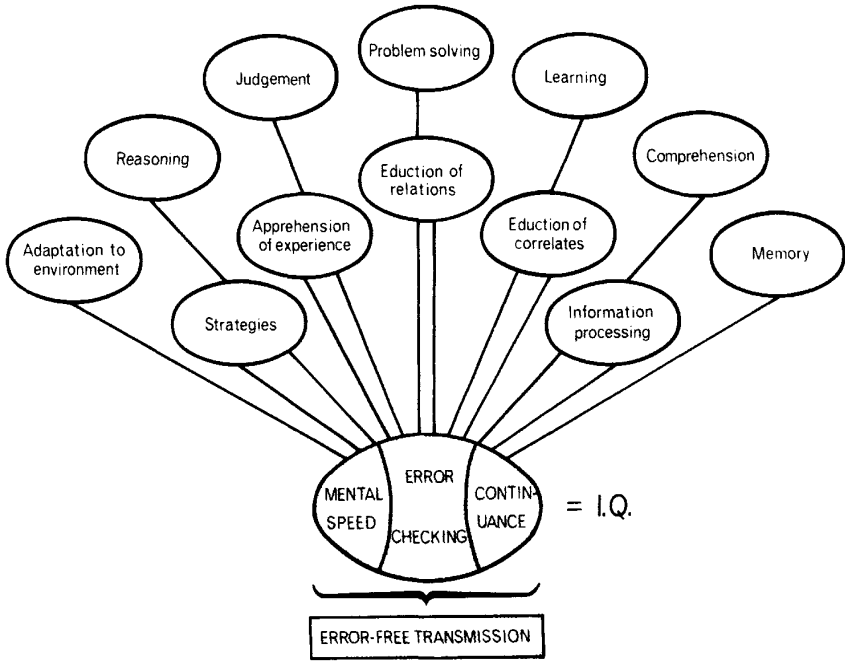 Problem solving
Judgement
Learning
Reasoning
Comprehension
Eduction of
relations
Apprehension
of experience
Eduction of
correlates
Adaptation to
environment
Memory
Strategies
Information
processing
MENTAL
SPEED
ERROR
CHECKING
CONTIN-
UANCE
= I.Q.
ERROR-FREE TRANSMISSION